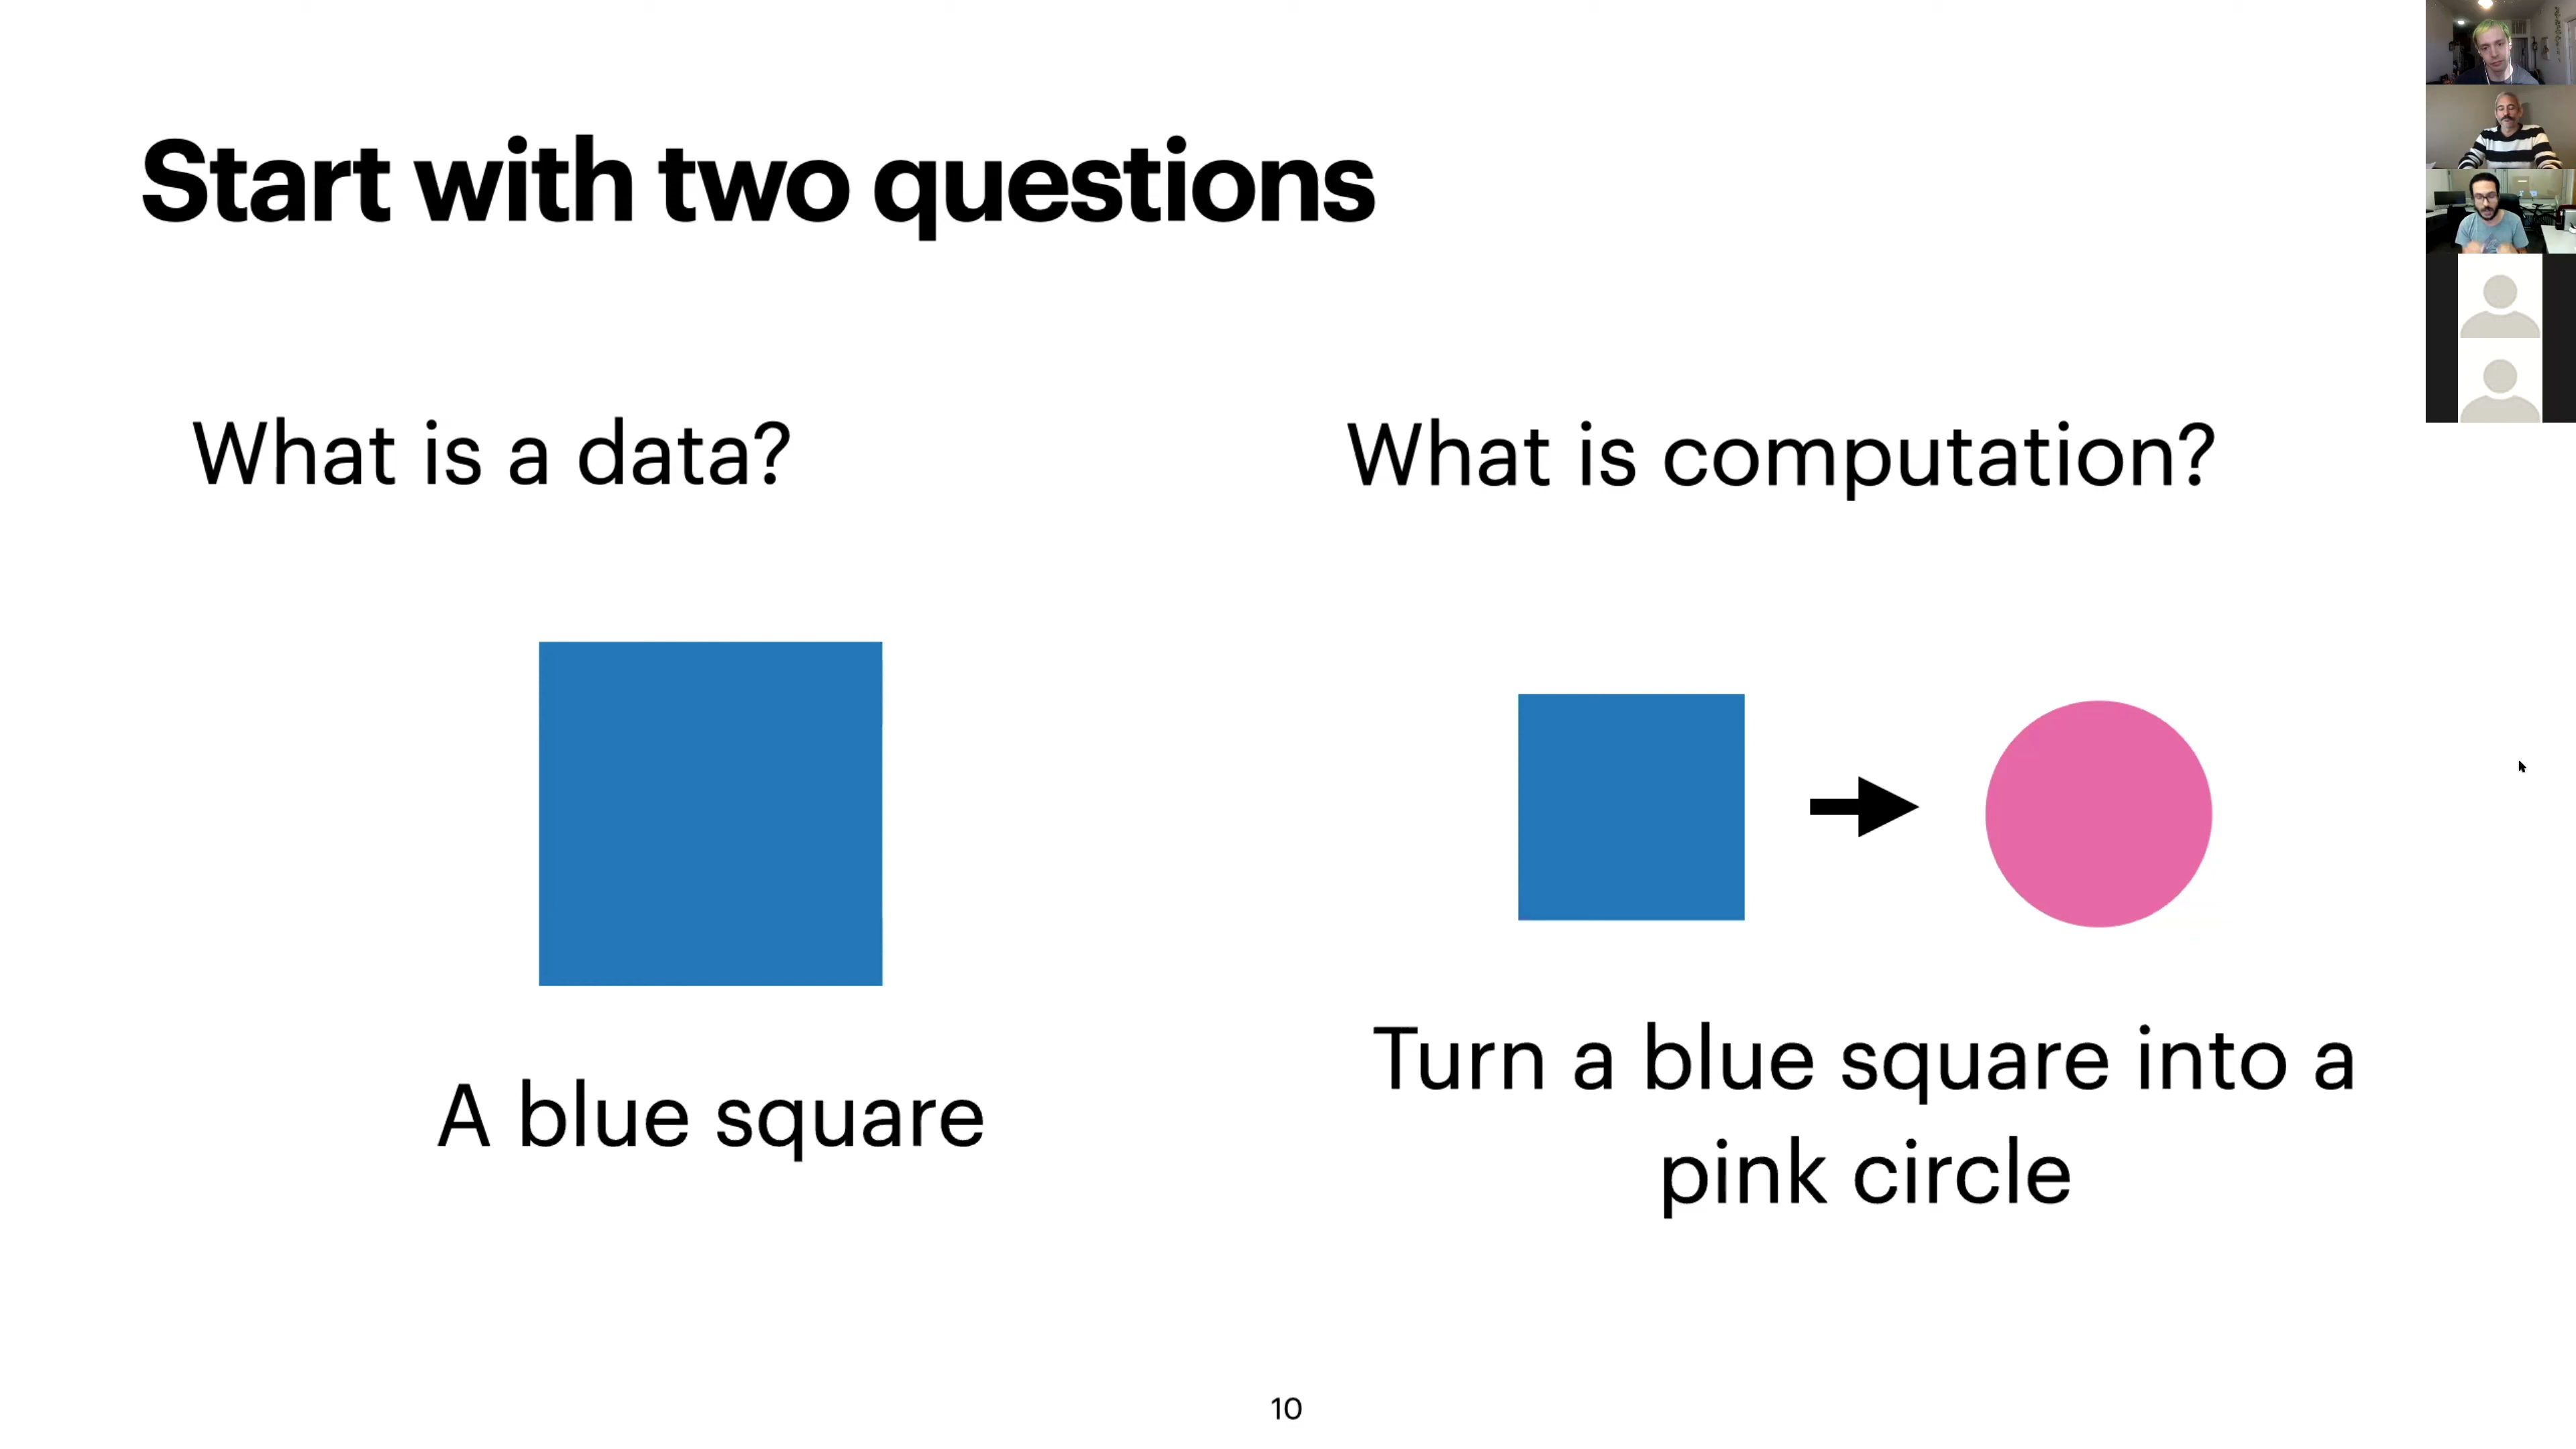 Start with two questions
What is a data?
What is computation?
A blue square
Turn a blue square into a
pink circle
10